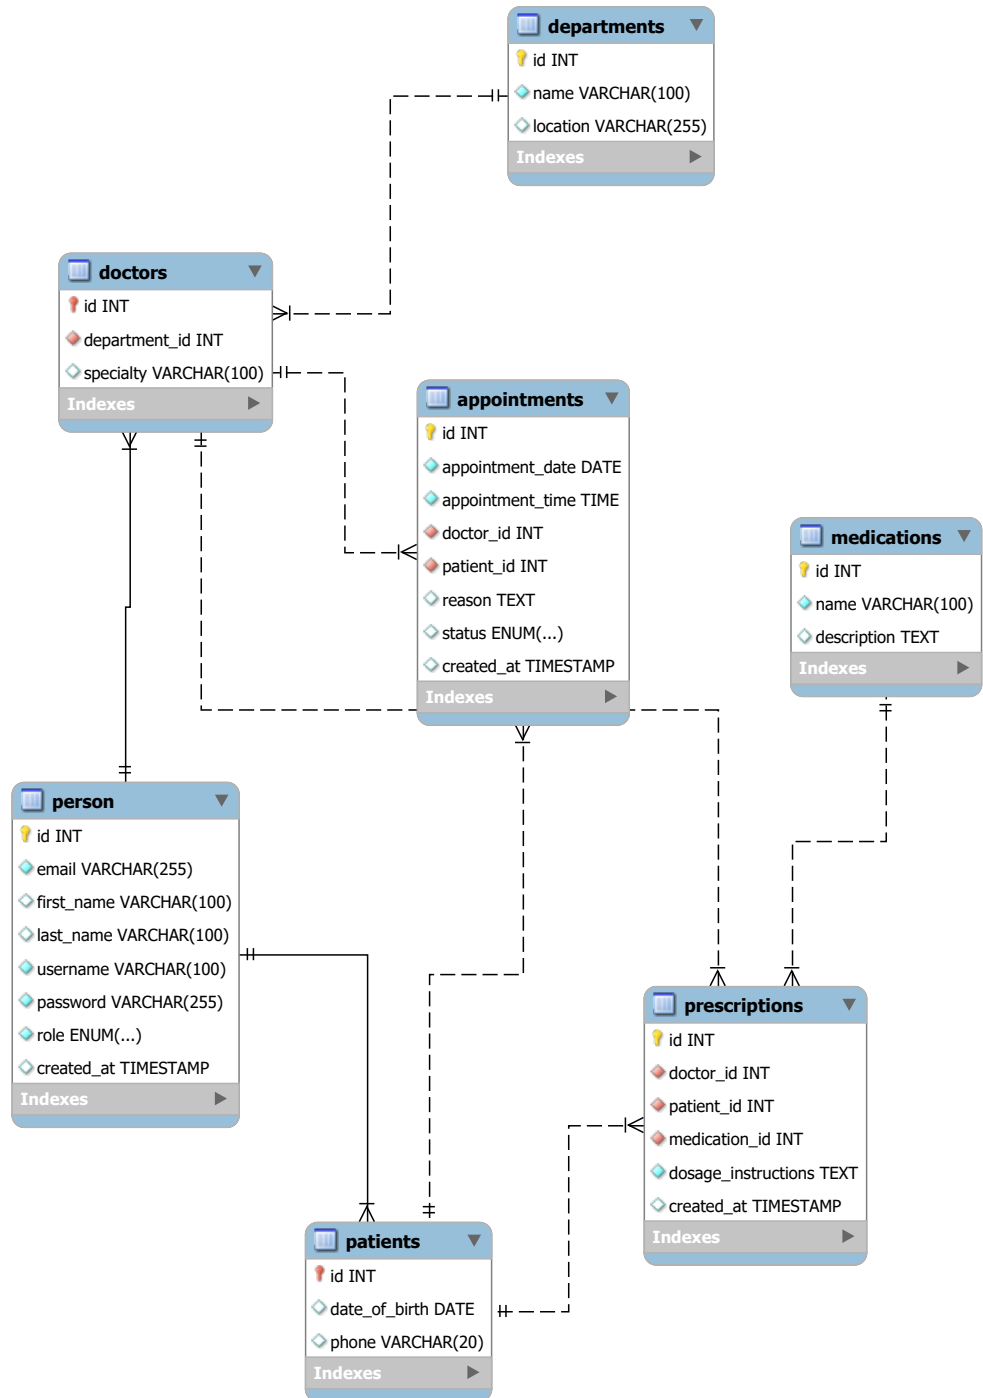 departments
id INT
name VARCHAR(100)
location VARCHAR(255)
Indexes
doctors
id INT
department_id INT
specialty VARCHAR(100)
Indexes
appointments
id INT
appointment_date DATE
appointment_time TIME
doctor_id INT
patient_id INT
reason TEXT
status ENUM(...)
created_at TIMESTAMP
Indexes
medications
id INT
name VARCHAR(100)
description TEXT
Indexes
person
id INT
email VARCHAR(255)
first_name VARCHAR(100)
last_name VARCHAR(100)
username VARCHAR(100)
password VARCHAR(255)
role ENUM(...)
created_at TIMESTAMP
Indexes
prescriptions
id INT
doctor_id INT
patient_id INT
medication_id INT
dosage_instructions TEXT
created_at TIMESTAMP
Indexes
patients
id INT
date_of_birth DATE
phone VARCHAR(20)
Indexes